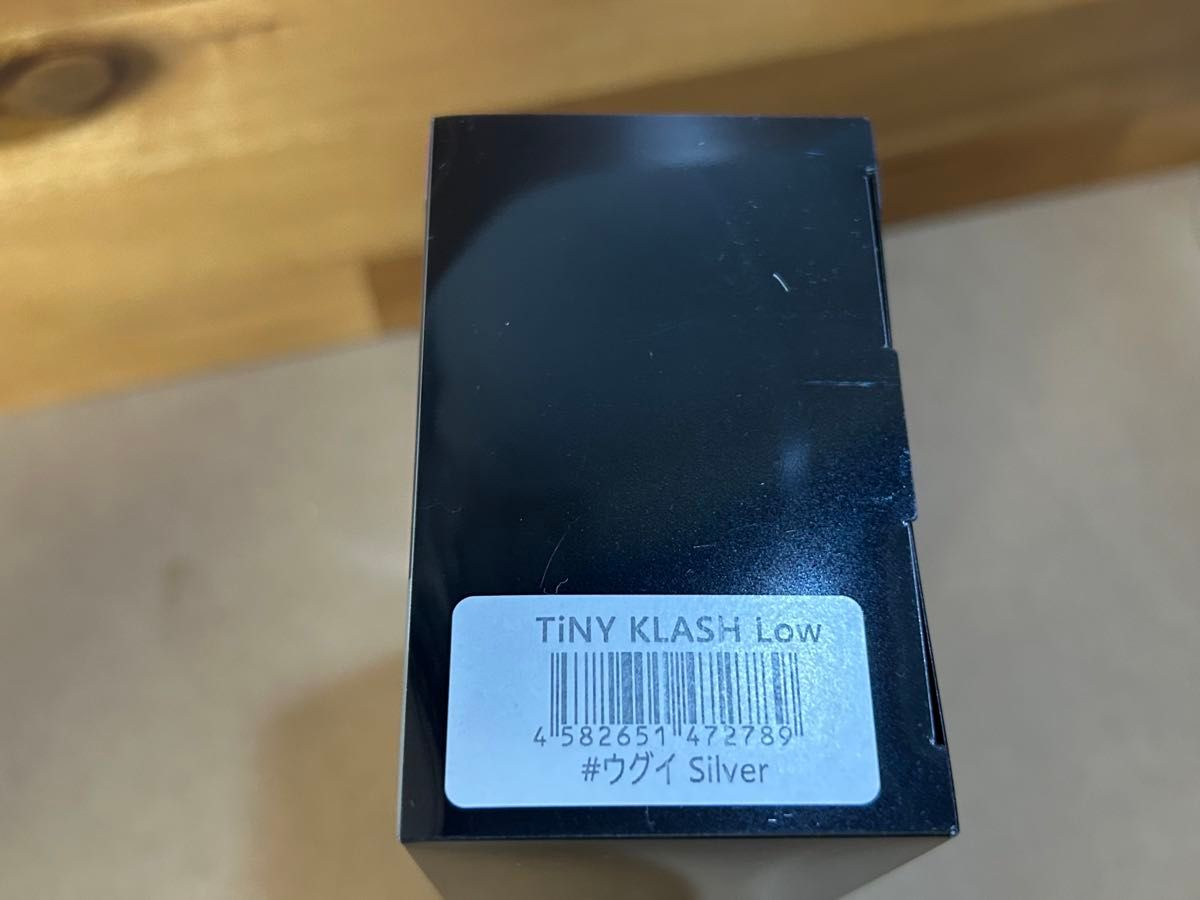 TiNY KLASH Low
4 582651 472789
#ウグイ Silver